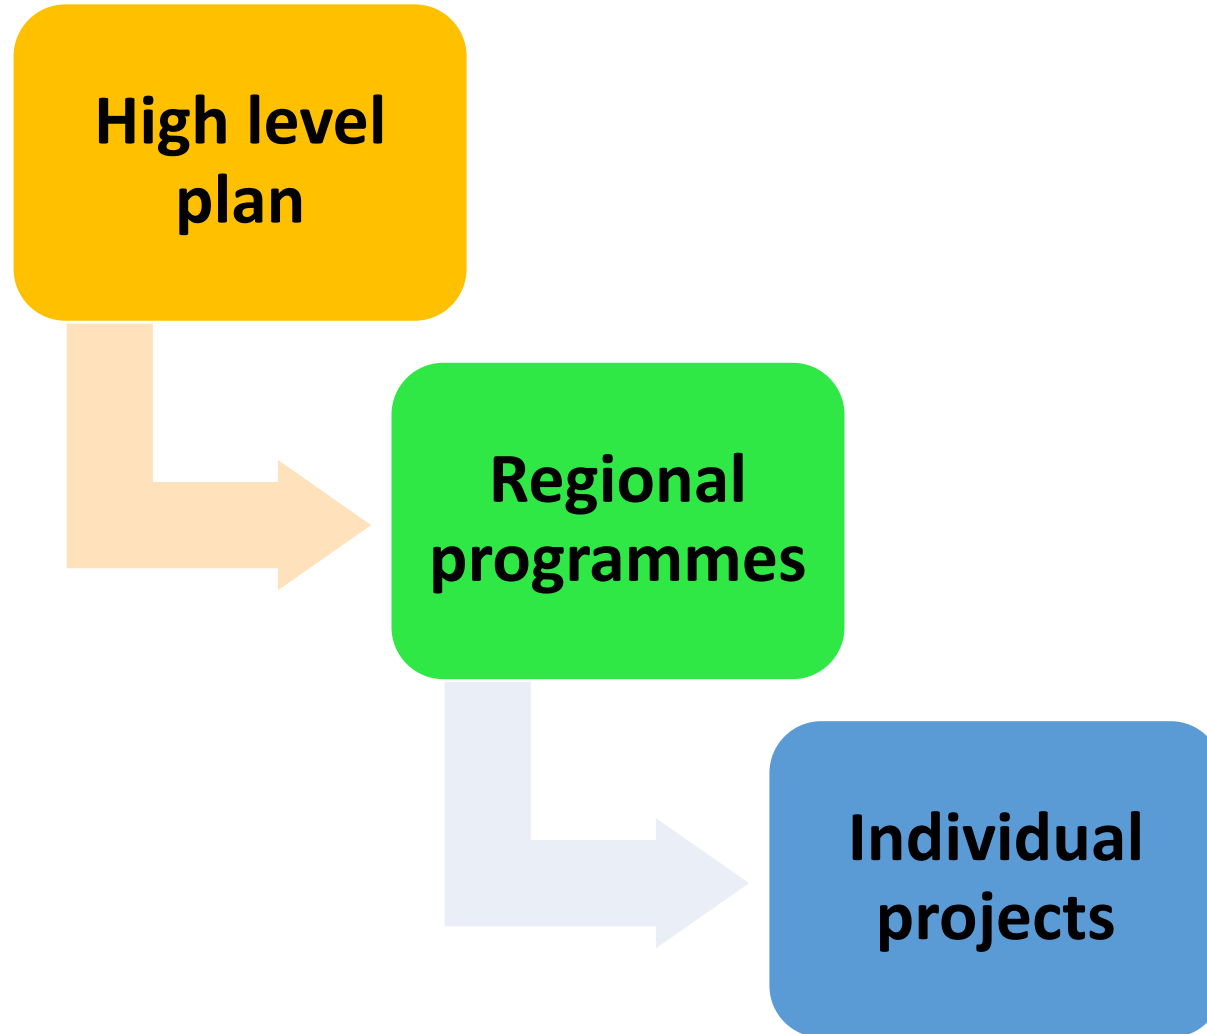 High level
plan
Regional
programmes
Individual
projects